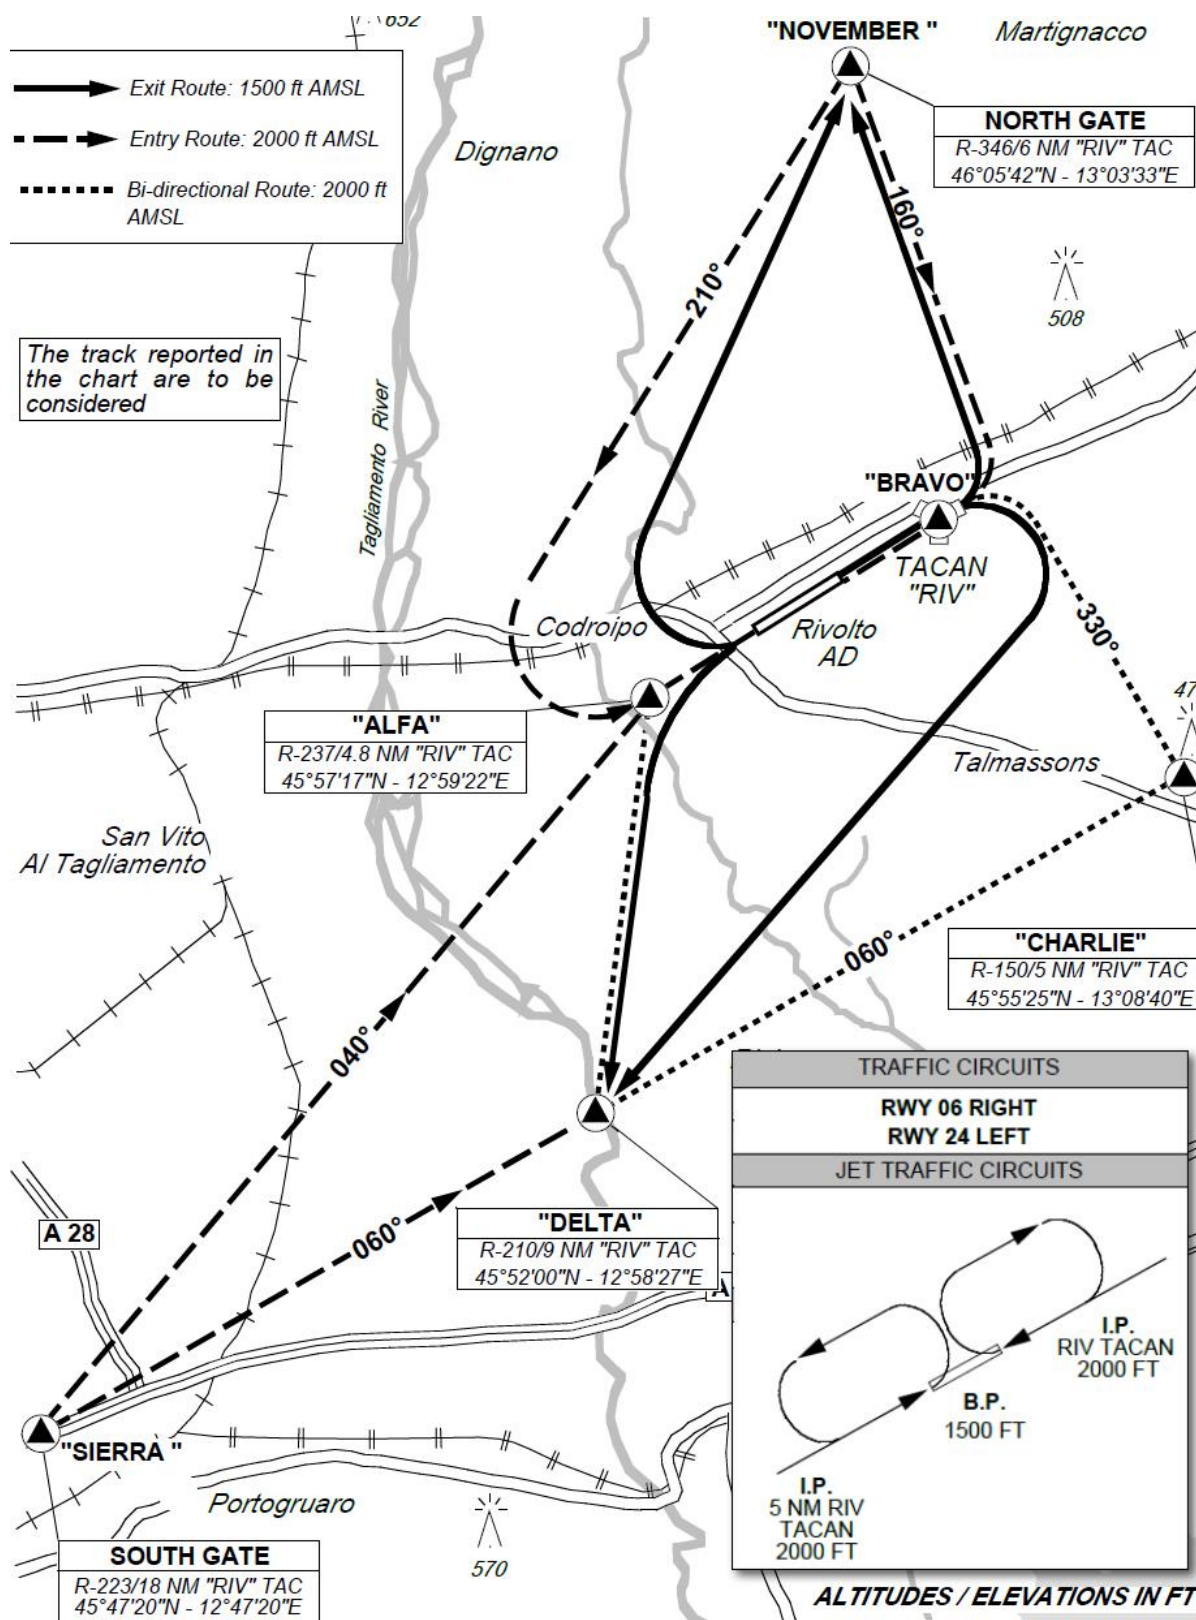 652
"NOVEMBER "
Martignacco
Exit Route: 1500 ft AMSL
Entry Route: 2000 ft AMSL
Bi-directional Route: 2000 ft
AMSL
NORTH GATE
R-346/6 NM "RIV" TAC
46°05'42"N - 13°03'33"E
Dignano
160°
210°
508
The track reported in
the chart are to be
considered
Tagliamento River
"BRAVO"
TACAN
"RIV"
Codroipo
Rivolto
AD
330°
47
"ALFA"
R-237/4.8 NM "RIV" TAC
45°57'17"N - 12°59'22"E
Talmassons
San Vito
Al Tagliamento
"CHARLIE"
R-150/5 NM "RIV" TAC
45°55'25"N - 13°08'40"E
060°
040°
TRAFFIC CIRCUITS
RWY 06 RIGHT
RWY 24 LEFT
JET TRAFFIC CIRCUITS
A 28
060°
"DELTA"
R-210/9 NM "RIV" TAC
45°52'00"N - 12°58'27"E
A
I.P.
RIV TACAN
2000 FT
B.P.
1500 FT
I.P.
5 NM RIV
TACAN
2000 FT
"SIERRA "
Portogruaro
570
SOUTH GATE
R-223/18 NM "RIV" TAC
45°47'20"N - 12°47'20"E
ALTITUDES / ELEVATIONS IN FT